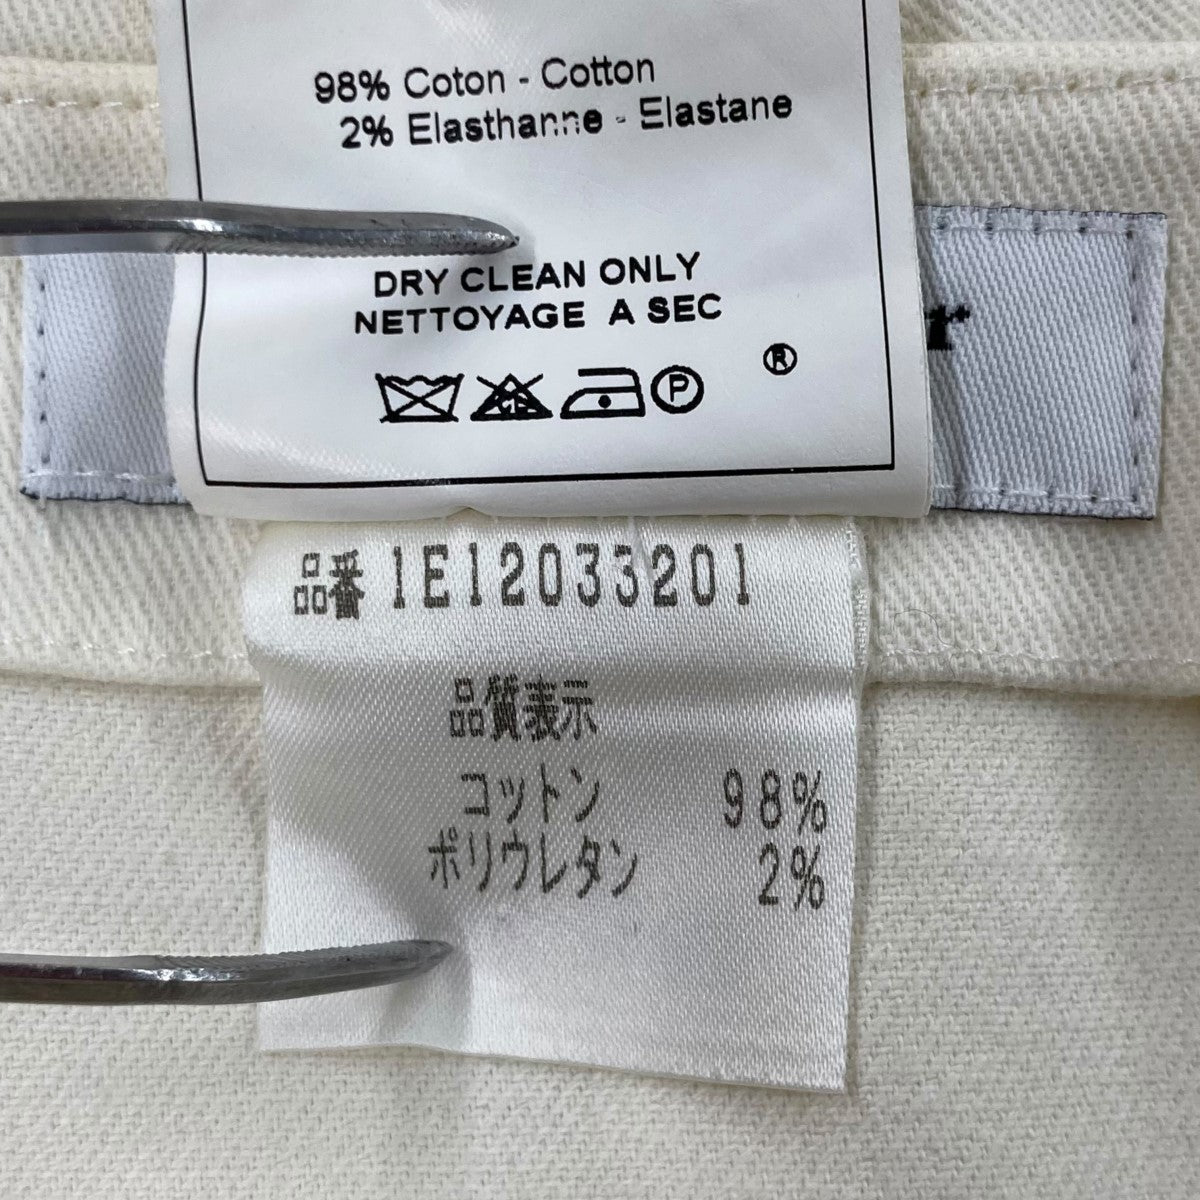 98% Coton - Cotton
2% Elasthanne - Elastane
DRY CLEAN ONLY
NETTOYAGE A SEC
CL
P
®
品番 1E12033201
品質表示
コットン 98%
ポリウレタン 2%